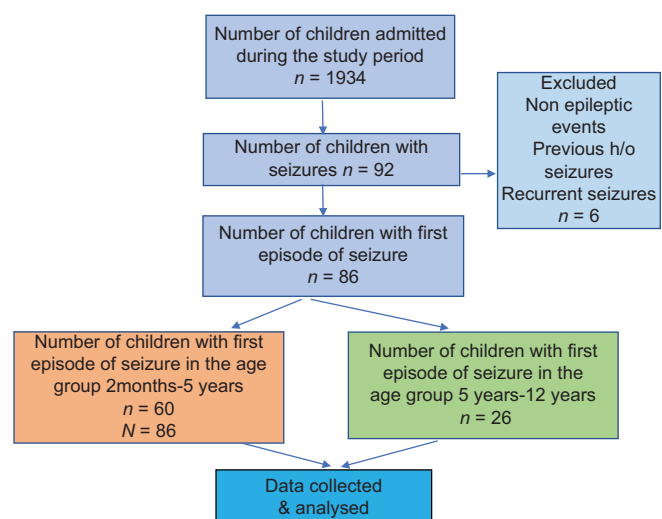 Number of children admitted
during the study period
n = 1934
Excluded
Non epileptic
events
Previous h/o
seizures
Recurrent seizures
n = 6
Number of children with
seizures n = 92
Number of children with first
episode of seizure
n = 86
Number of children with first
episode of seizure in the age
group 2months-5 years
n = 60
N = 86
Number of children with first
episode of seizure in the
age group 5 years-12 years
n = 26
Data collected
& analysed